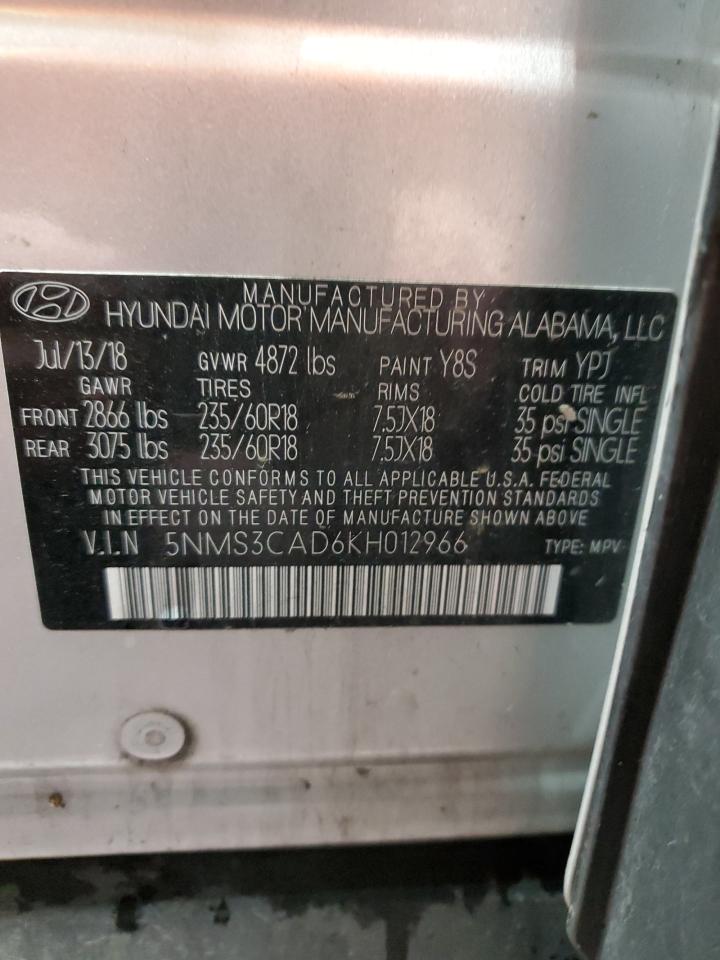 MANUFACTURED BY
HYUNDAI MOTOR MANUFACTURING ALABAMA, LLC
Jul/13/18 GVWR 4872 lbs PAINT Y8S TRIM YPJ
GAWR TIRES RIMS COLD TIRE INFL
FRONT 2866 lbs 235/60R18 7.5JX18 35 psi SINGLE
REAR 3075 lbs 235/60R18 7.5JX18 35 psi SINGLE
THIS VEHICLE CONFORMS TO ALL APPLICABLE U.S.A. FEDERAL
MOTOR VEHICLE SAFETY AND THEFT PREVENTION STANDARDS
IN EFFECT ON THE DATE OF MANUFACTURE SHOWN ABOVE
V.I.N 5NMS3CAD6KH012966 TYPE: MPV